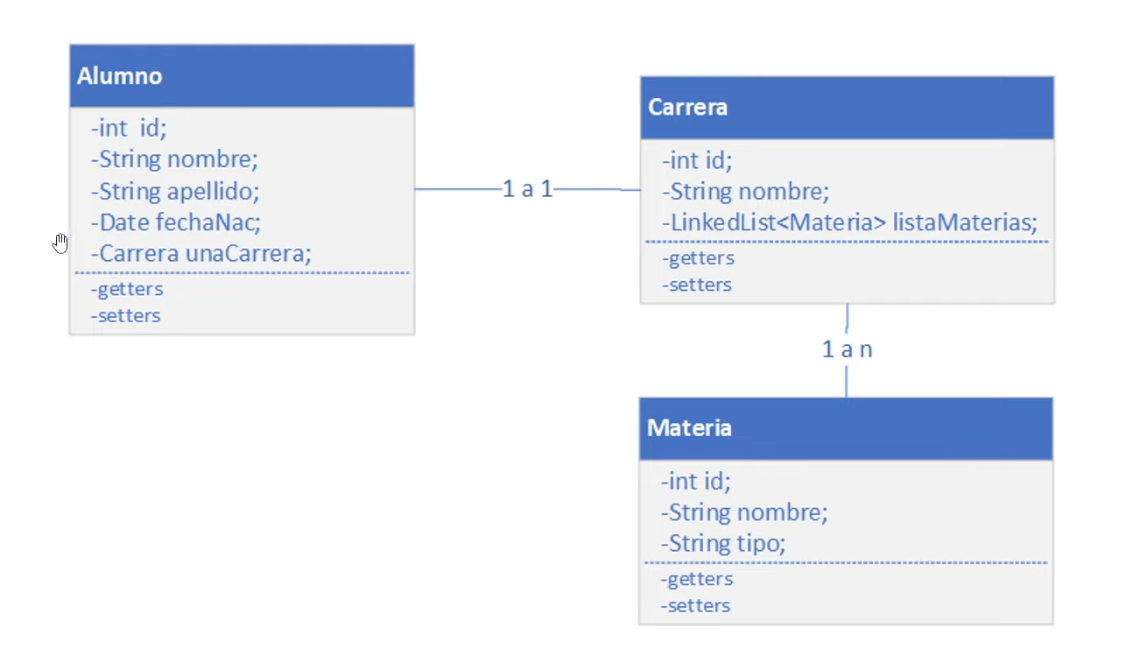 Alumno
-int  id;
-String nombre;
-String apellido;
-Date fechaNac;
-Carrera unaCarrera;
-getters
-setters
1 a 1
Carrera
-int id;
-String nombre;
-LinkedList<Materia> listaMaterias;
-getters
-setters
1 a n
Materia
-int id;
-String nombre;
-String tipo;
-getters
-setters